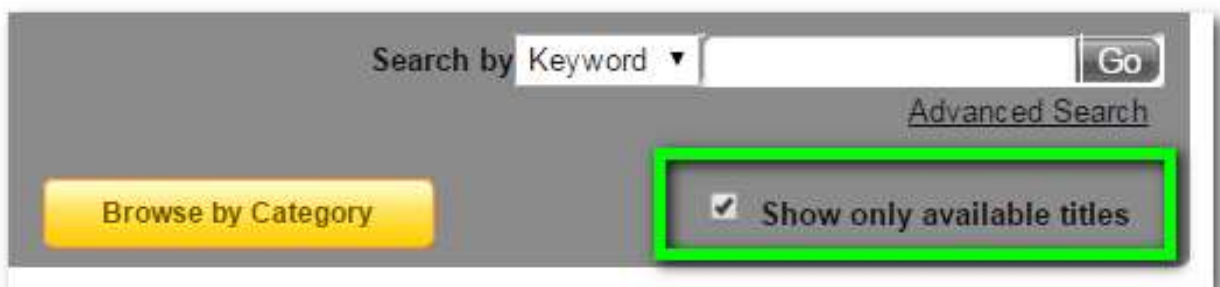 Search by Keyword Go
Advanced Search
Browse by Category Show only available titles